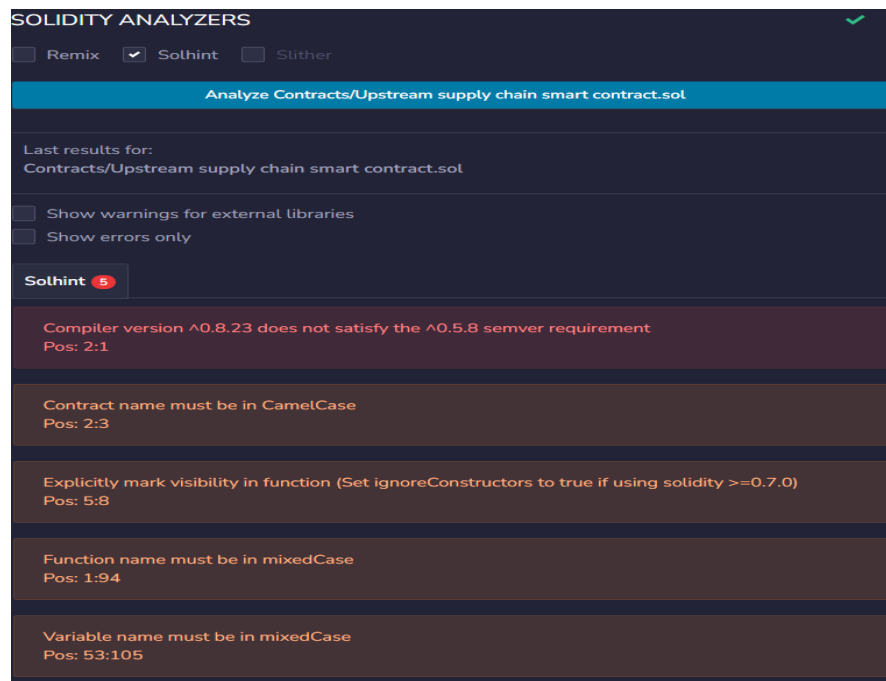 SOLIDITY ANALYZERS
Remix Solhint Slither
Analyze Contracts/Upstream supply chain smart contract.sol
Last results for:
Contracts/Upstream supply chain smart contract.sol
Show warnings for external libraries
Show errors only
Solhint 5
Compiler version ^0.8.23 does not satisfy the ^0.5.8 semver requirement
Pos: 2:1
Contract name must be in CamelCase
Pos: 2:3
Explicitly mark visibility in function (Set ignoreConstructors to true if using solidity >=0.7.0)
Pos: 5:8
Function name must be in mixedCase
Pos: 1:94
Variable name must be in mixedCase
Pos: 53:105